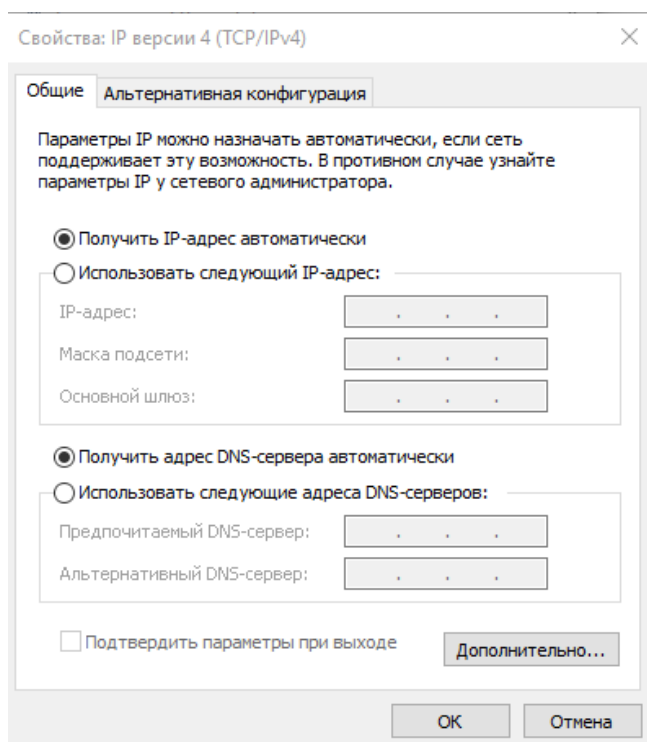 Свойства: IP версии 4 (TCP/IPv4)
Общие
Альтернативная конфигурация
Параметры IP можно назначать автоматически, если сеть
поддерживает эту возможность. В противном случае узнайте
параметры IP у сетевого администратора.
Получить IP-адрес автоматически
Использовать следующий IP-адрес:
IP-адрес:
Маска подсети:
Основной шлюз:
Получить адрес DNS-сервера автоматически
Использовать следующие адреса DNS-серверов:
Предпочитаемый DNS-сервер:
Альтернативный DNS-сервер:
Подтвердить параметры при выходе
Дополнительно...
ОК
Отмена